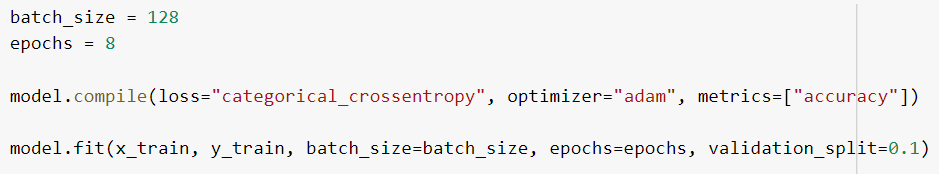 batch_size = 128
epochs = 8
model.compile(loss="categorical_crossentropy", optimizer="adam", metrics=["accuracy"])
model.fit(x_train, y_train, batch_size=batch_size, epochs=epochs, validation_split=0.1)